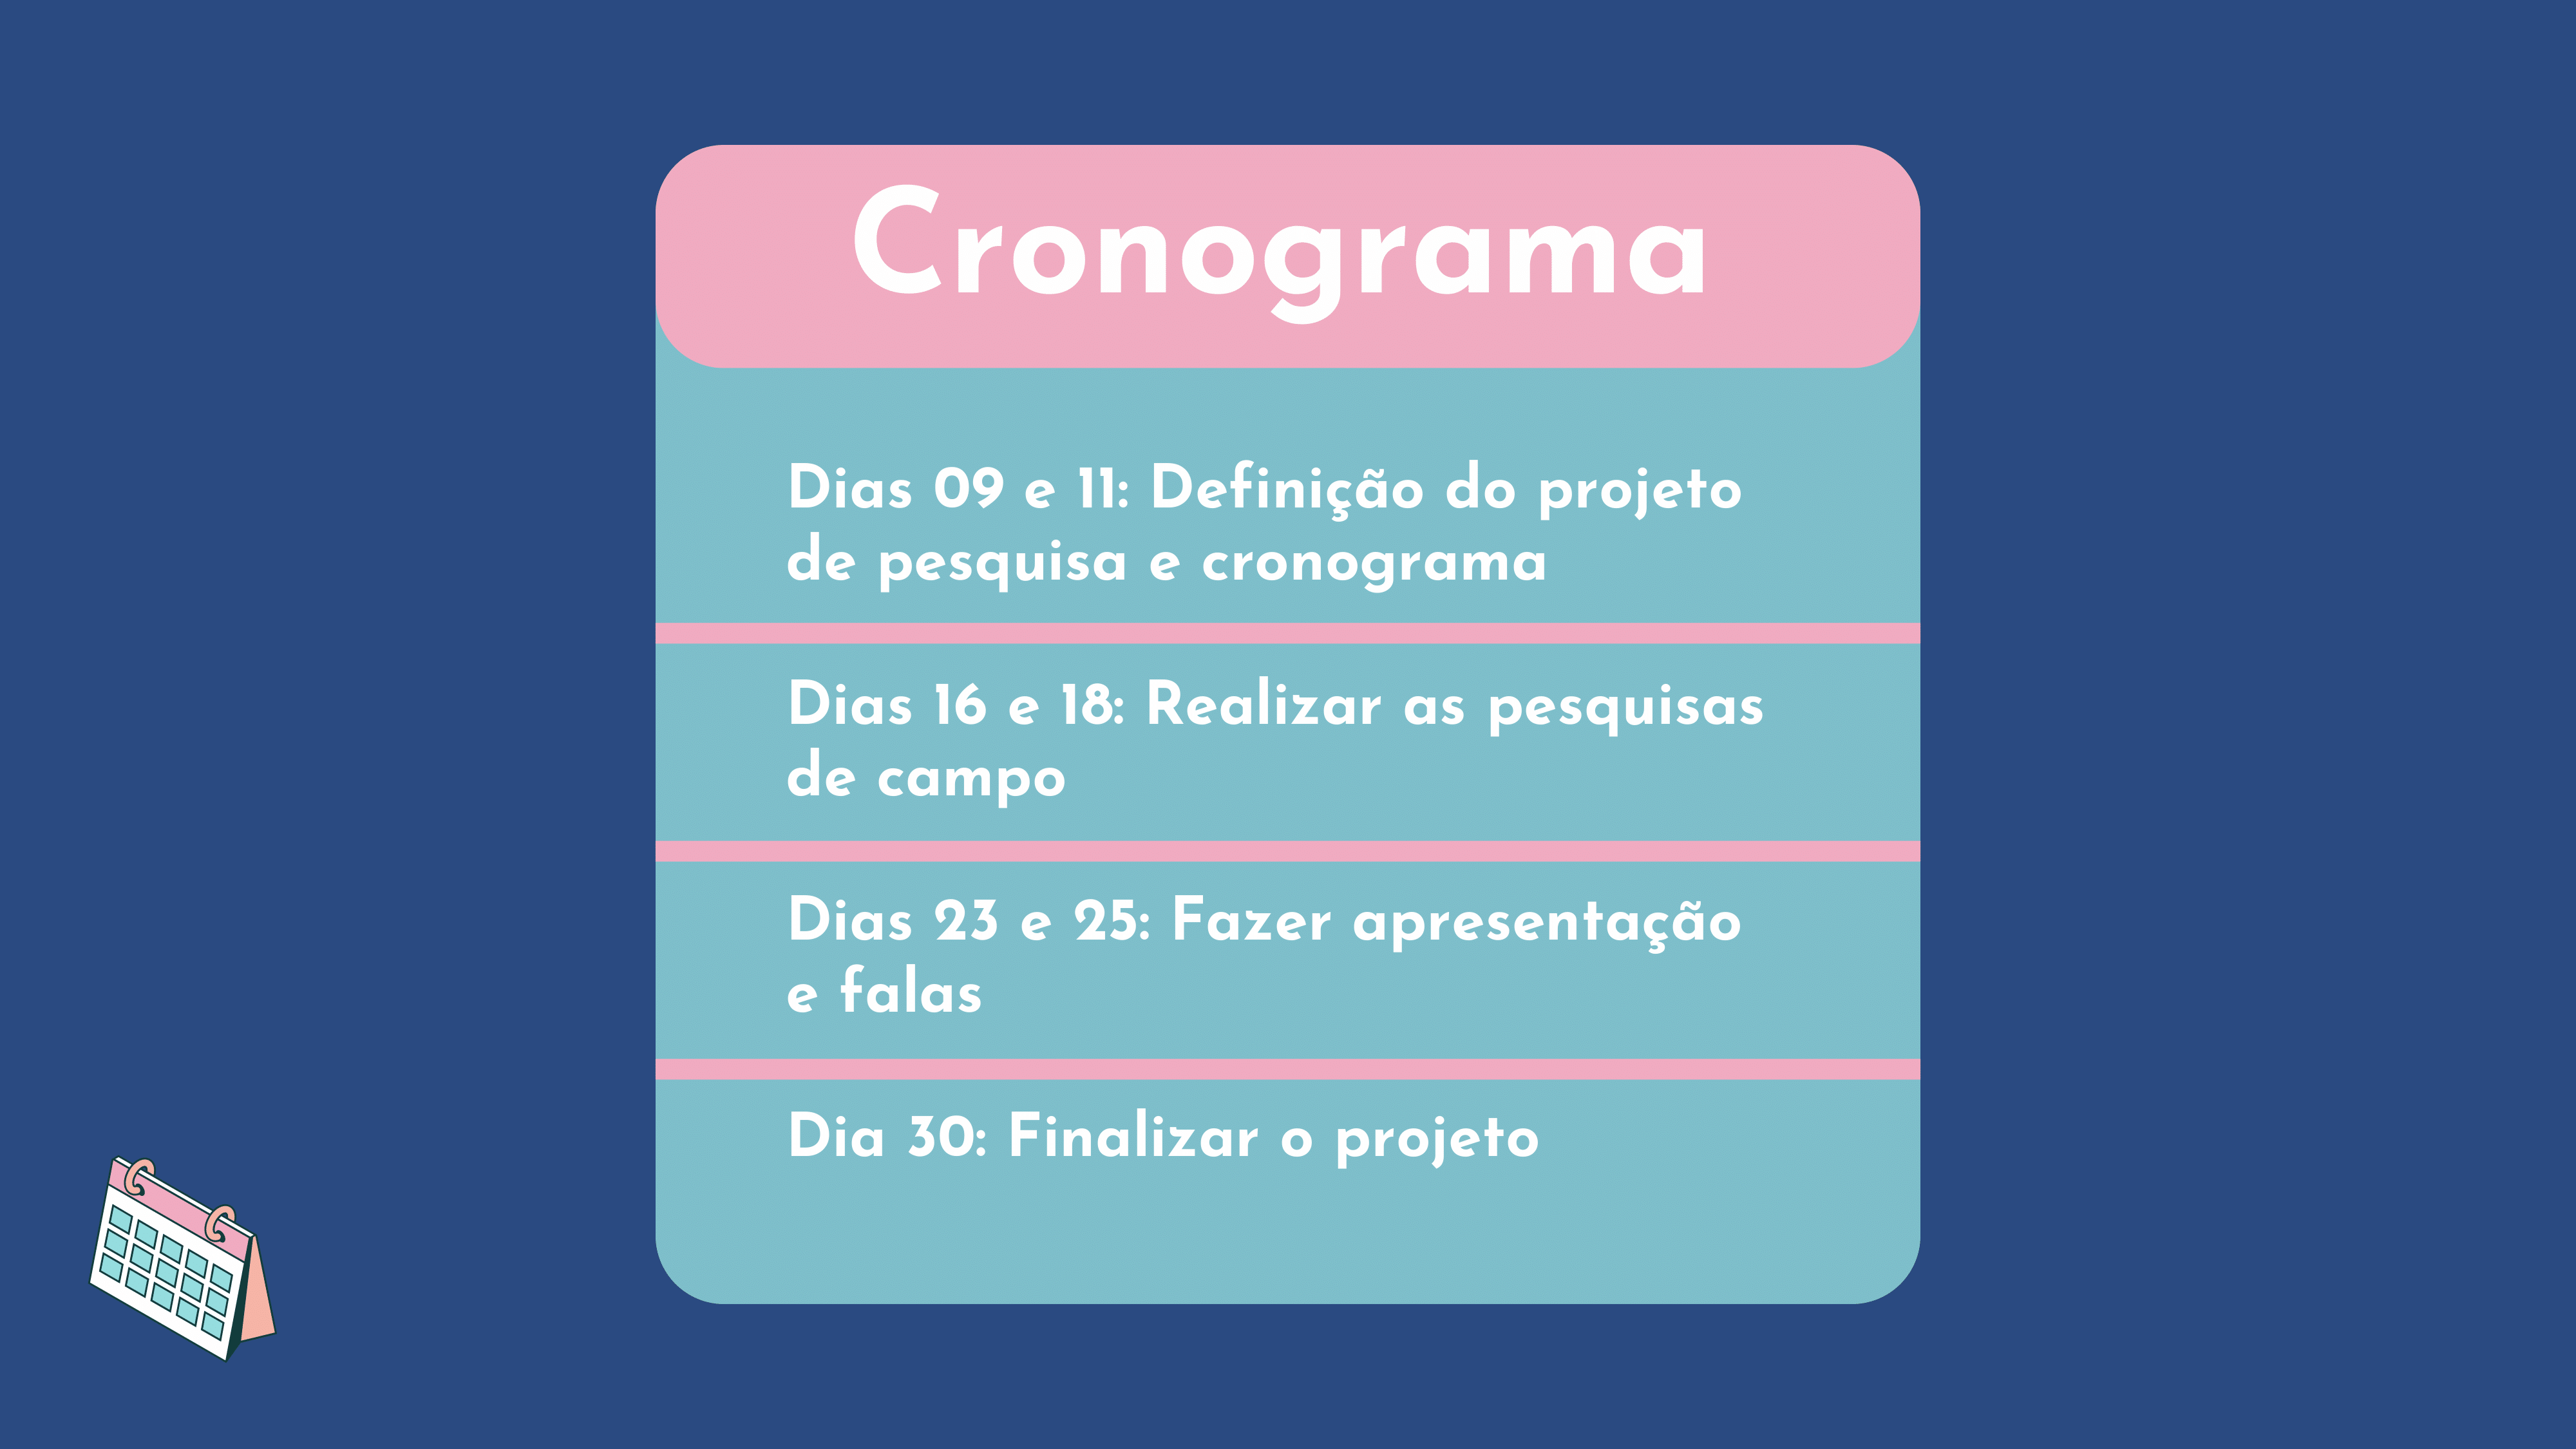 Cronograma
Dias 09 e 11: Definição do projeto
de pesquisa e cronograma
Dias 16 e 18: Realizar as pesquisas
de campo
Dias 23 e 25: Fazer apresentação
e falas
Dia 30: Finalizar o projeto